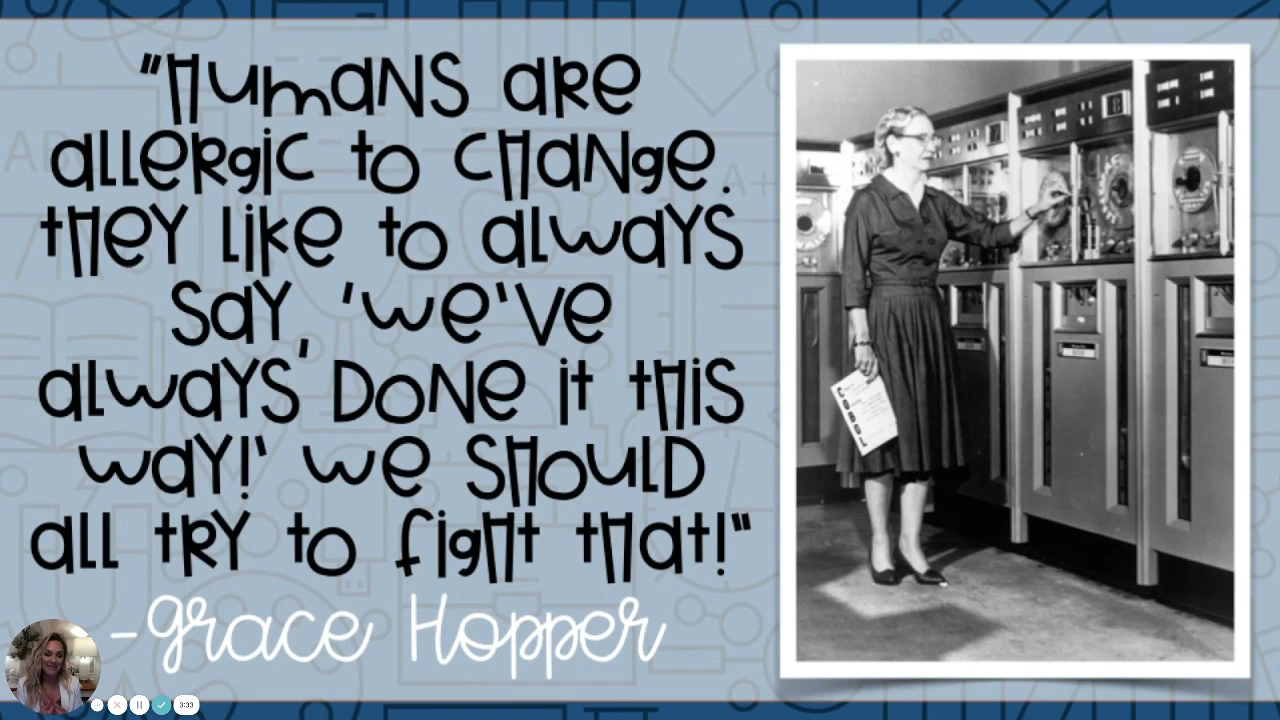 "Humans are
allergic to change.
They like to always
say, 'we've
always done it this
way!' We should
all try to fight that!"
-Grace Hopper
COBOL
3:33